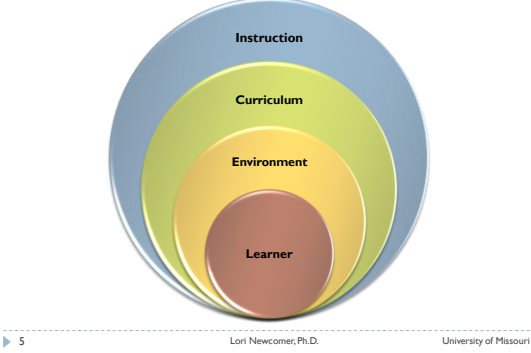 Instruction
Curriculum
Environment
Learner
5 Lori Newcomer, Ph.D. University of Missouri